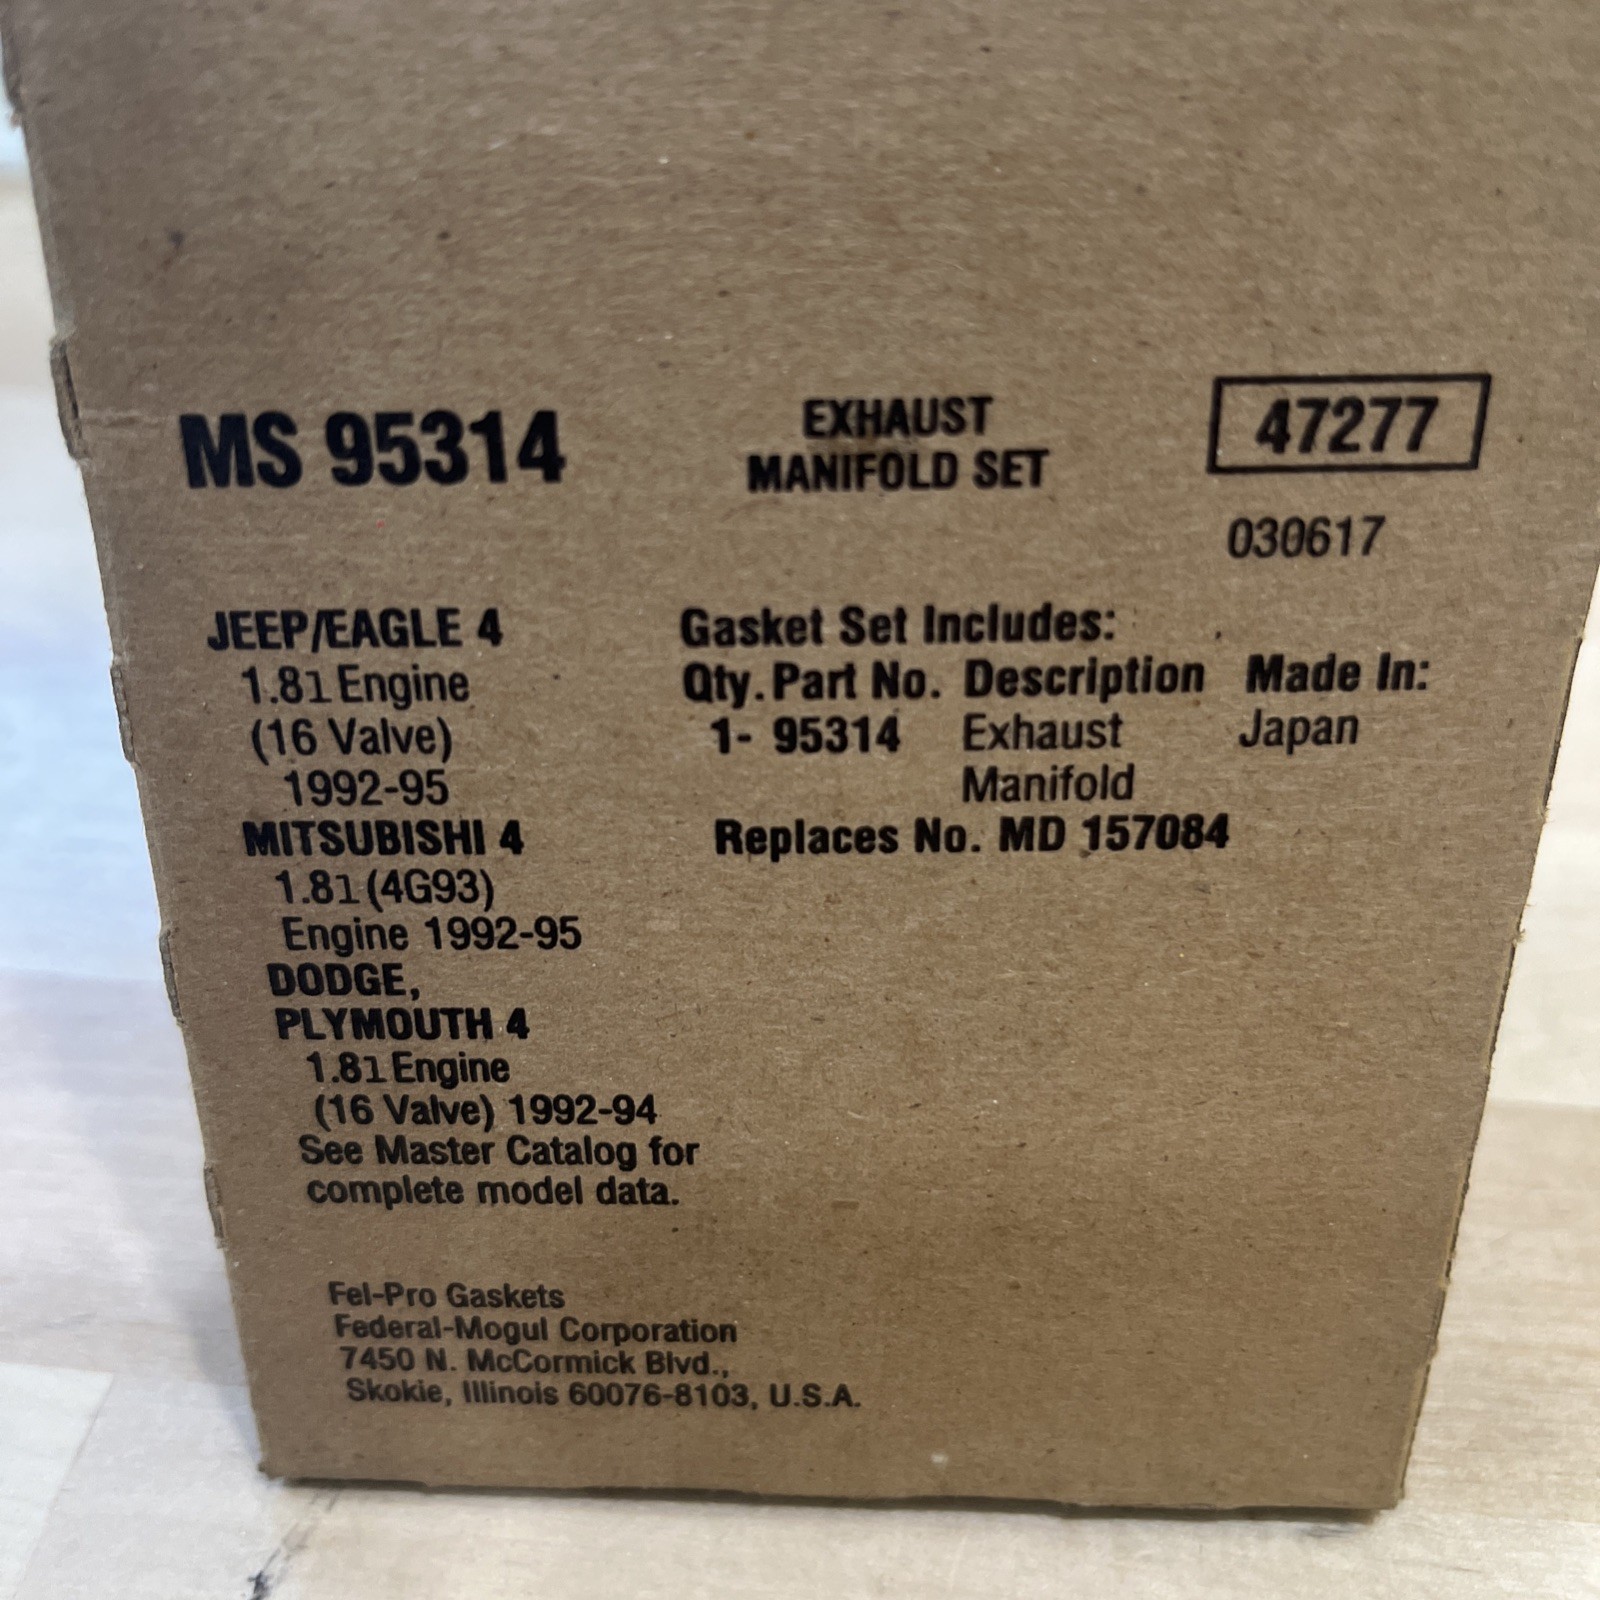 MS 95314
EXHAUST
MANIFOLD SET
47277
030617
JEEP/EAGLE 4
1.8l Engine
(16 Valve)
1992-95
MITSUBISHI 4
1.8l (4G93)
Engine 1992-95
DODGE,
PLYMOUTH 4
1.8l Engine
(16 Valve) 1992-94
See Master Catalog for
complete model data.
Gasket Set Includes:
Qty. Part No. Description Made In:
1- 95314 Exhaust Japan
Manifold
Replaces No. MD 157084
Fel-Pro Gaskets
Federal-Mogul Corporation
7450 N. McCormick Blvd.,
Skokie, Illinois 60076-8103, U.S.A.